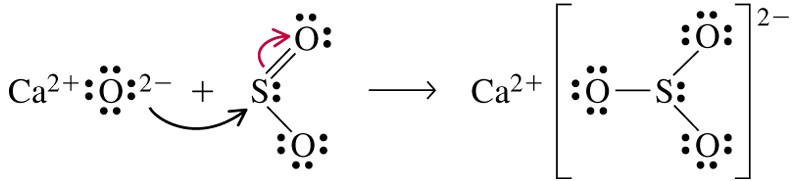 Ca²⁺ :Ö:²⁻ + S O O ⟶ Ca²⁺ [ O S O O ]²⁻